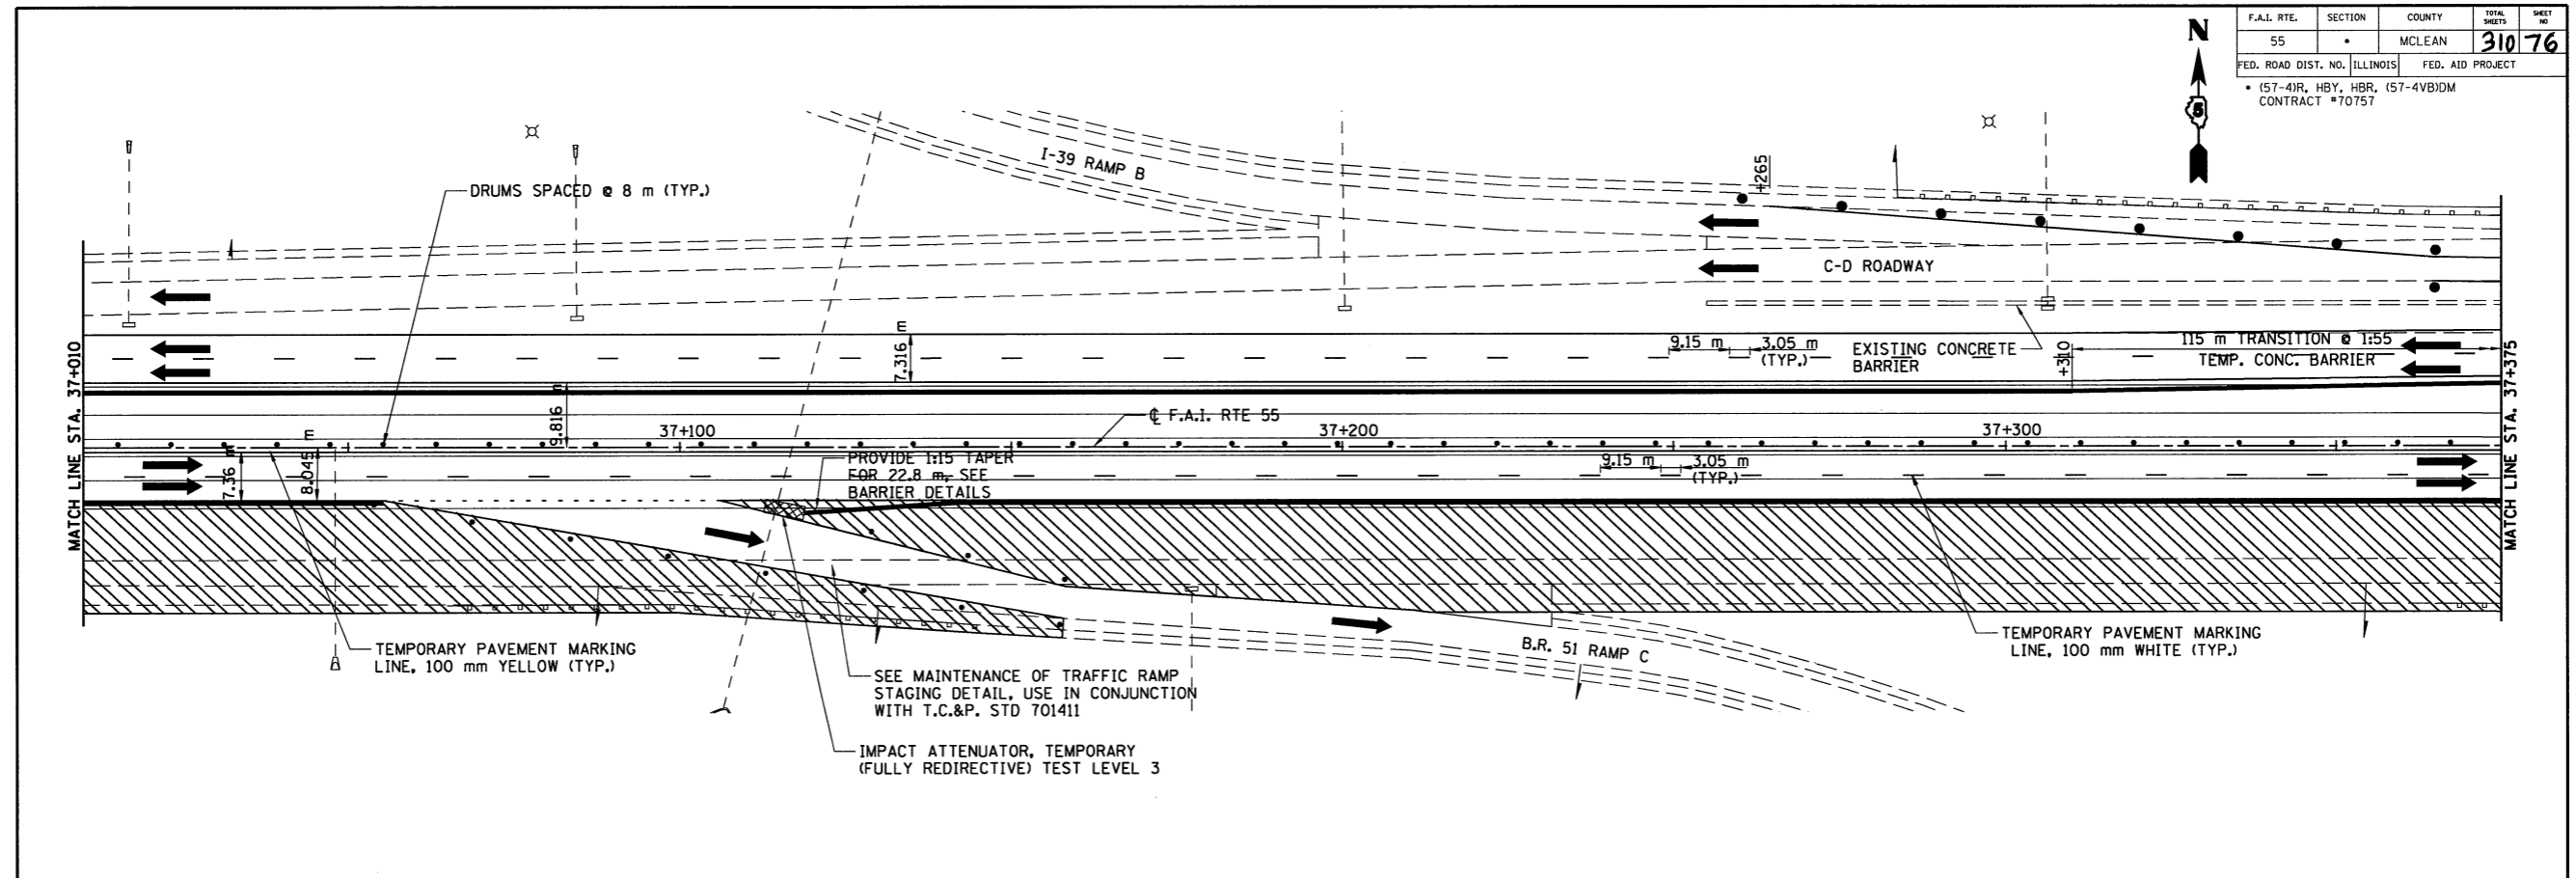 F.A.I. RTE. SECTION COUNTY TOTAL SHEETS SHEET NO
55 • MCLEAN 310 76
FED. ROAD DIST. NO. ILLINOIS FED. AID PROJECT
• (57-4)R, HBY, HBR, (57-4VB)DM
CONTRACT #70757
N
5
I-39 RAMP B
+265
DRUMS SPACED @ 8 m (TYP.)
C-D ROADWAY
7.316 m
9.15 m 3.05 m
(TYP.)
EXISTING CONCRETE
BARRIER
+310
115 m TRANSITION @ 1:55
TEMP. CONC. BARRIER
MATCH LINE STA. 37+010
MATCH LINE STA. 37+375
9.816 m
℄ F.A.I. RTE 55
37+100
37+200
37+300
7.36 m
8.045 m
PROVIDE 1:15 TAPER
FOR 22.8 m, SEE
BARRIER DETAILS
9.15 m 3.05 m
(TYP.)
TEMPORARY PAVEMENT MARKING
LINE, 100 mm YELLOW (TYP.)
B.R. 51 RAMP C
TEMPORARY PAVEMENT MARKING
LINE, 100 mm WHITE (TYP.)
SEE MAINTENANCE OF TRAFFIC RAMP
STAGING DETAIL, USE IN CONJUNCTION
WITH T.C.&P. STD 701411
IMPACT ATTENUATOR, TEMPORARY
(FULLY REDIRECTIVE) TEST LEVEL 3